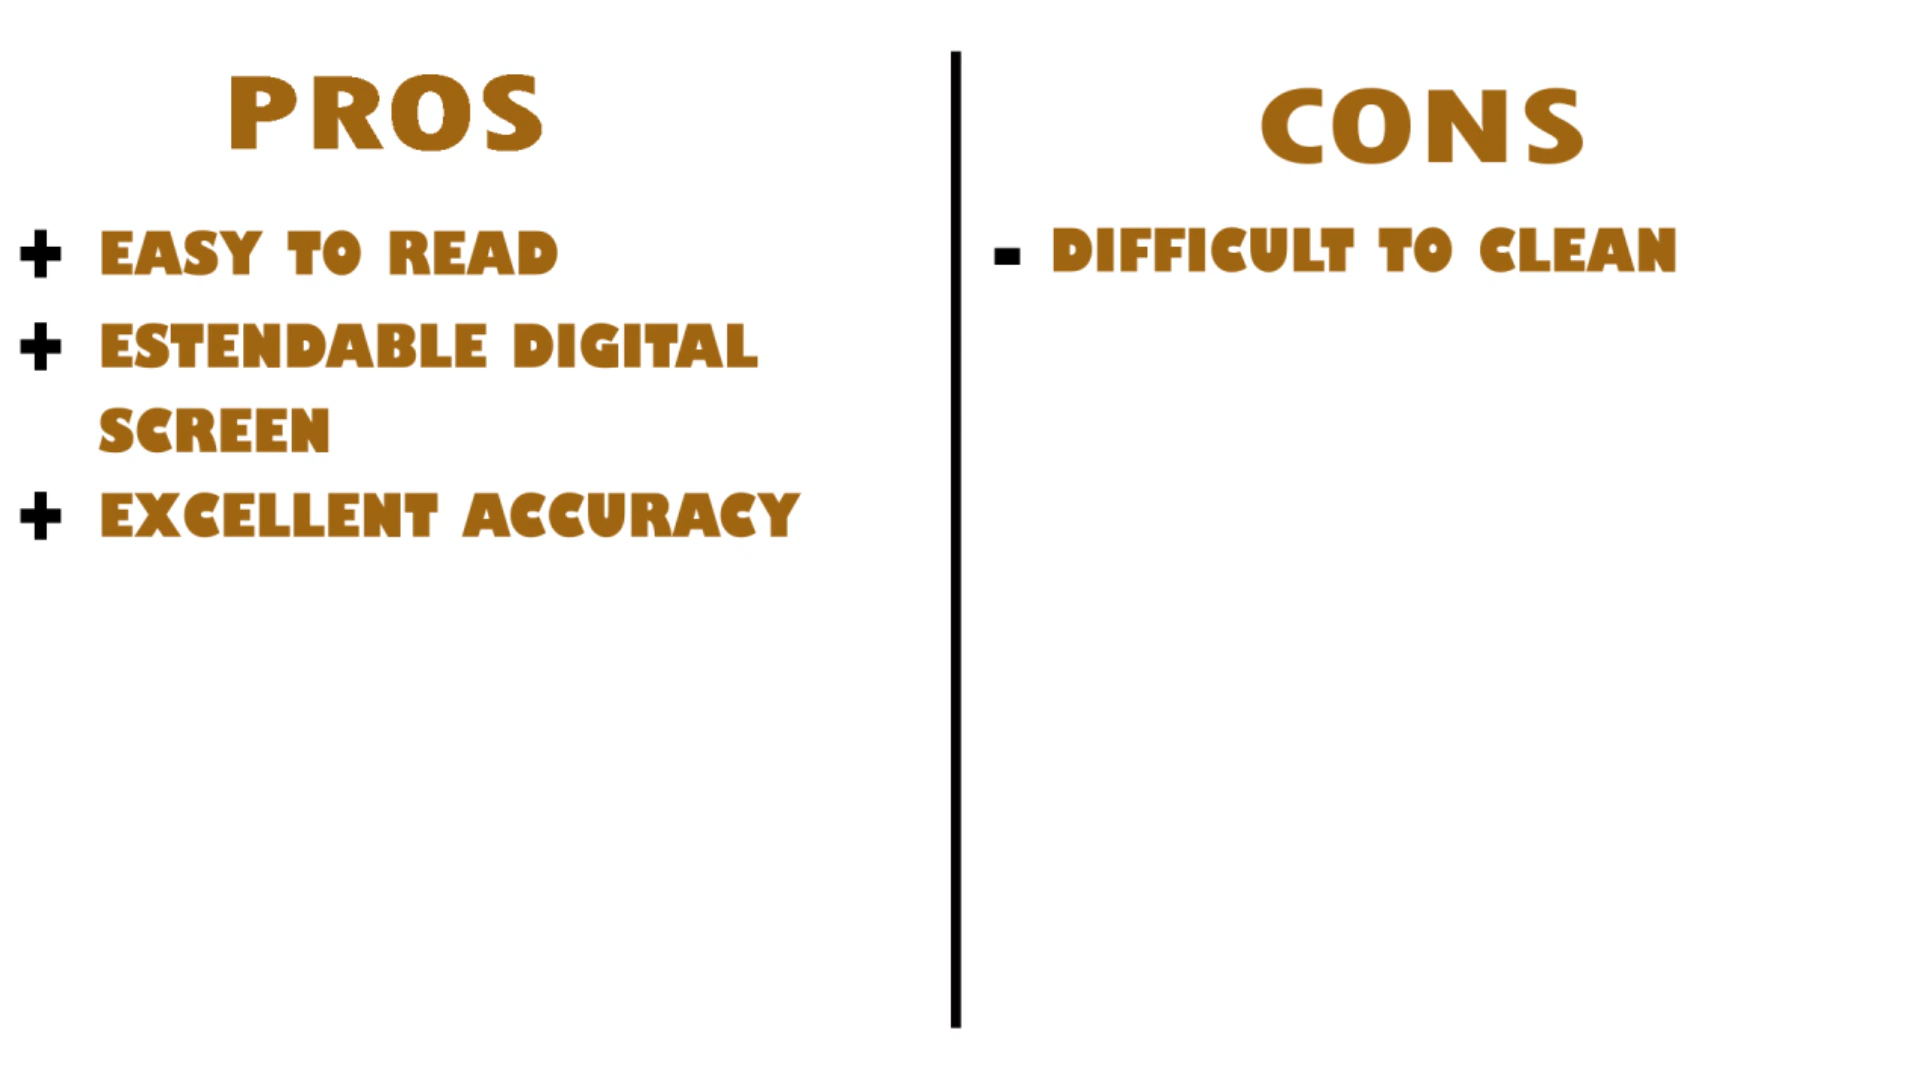 PROS
+ EASY TO READ
+ ESTENDABLE DIGITAL
SCREEN
+ EXCELLENT ACCURACY
CONS
- DIFFICULT TO CLEAN